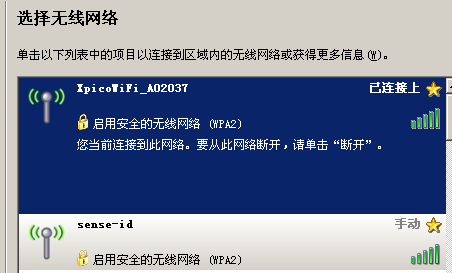 选择无线网络
单击以下列表中的项目以连接到区域内的无线网络或获得更多信息(W)。
XpicoWiFi_A02037 已连接上
启用安全的无线网络 (WPA2)
您当前连接到此网络。要从此网络断开，请单击“断开”。
sense-id 手动
启用安全的无线网络 (WPA2)